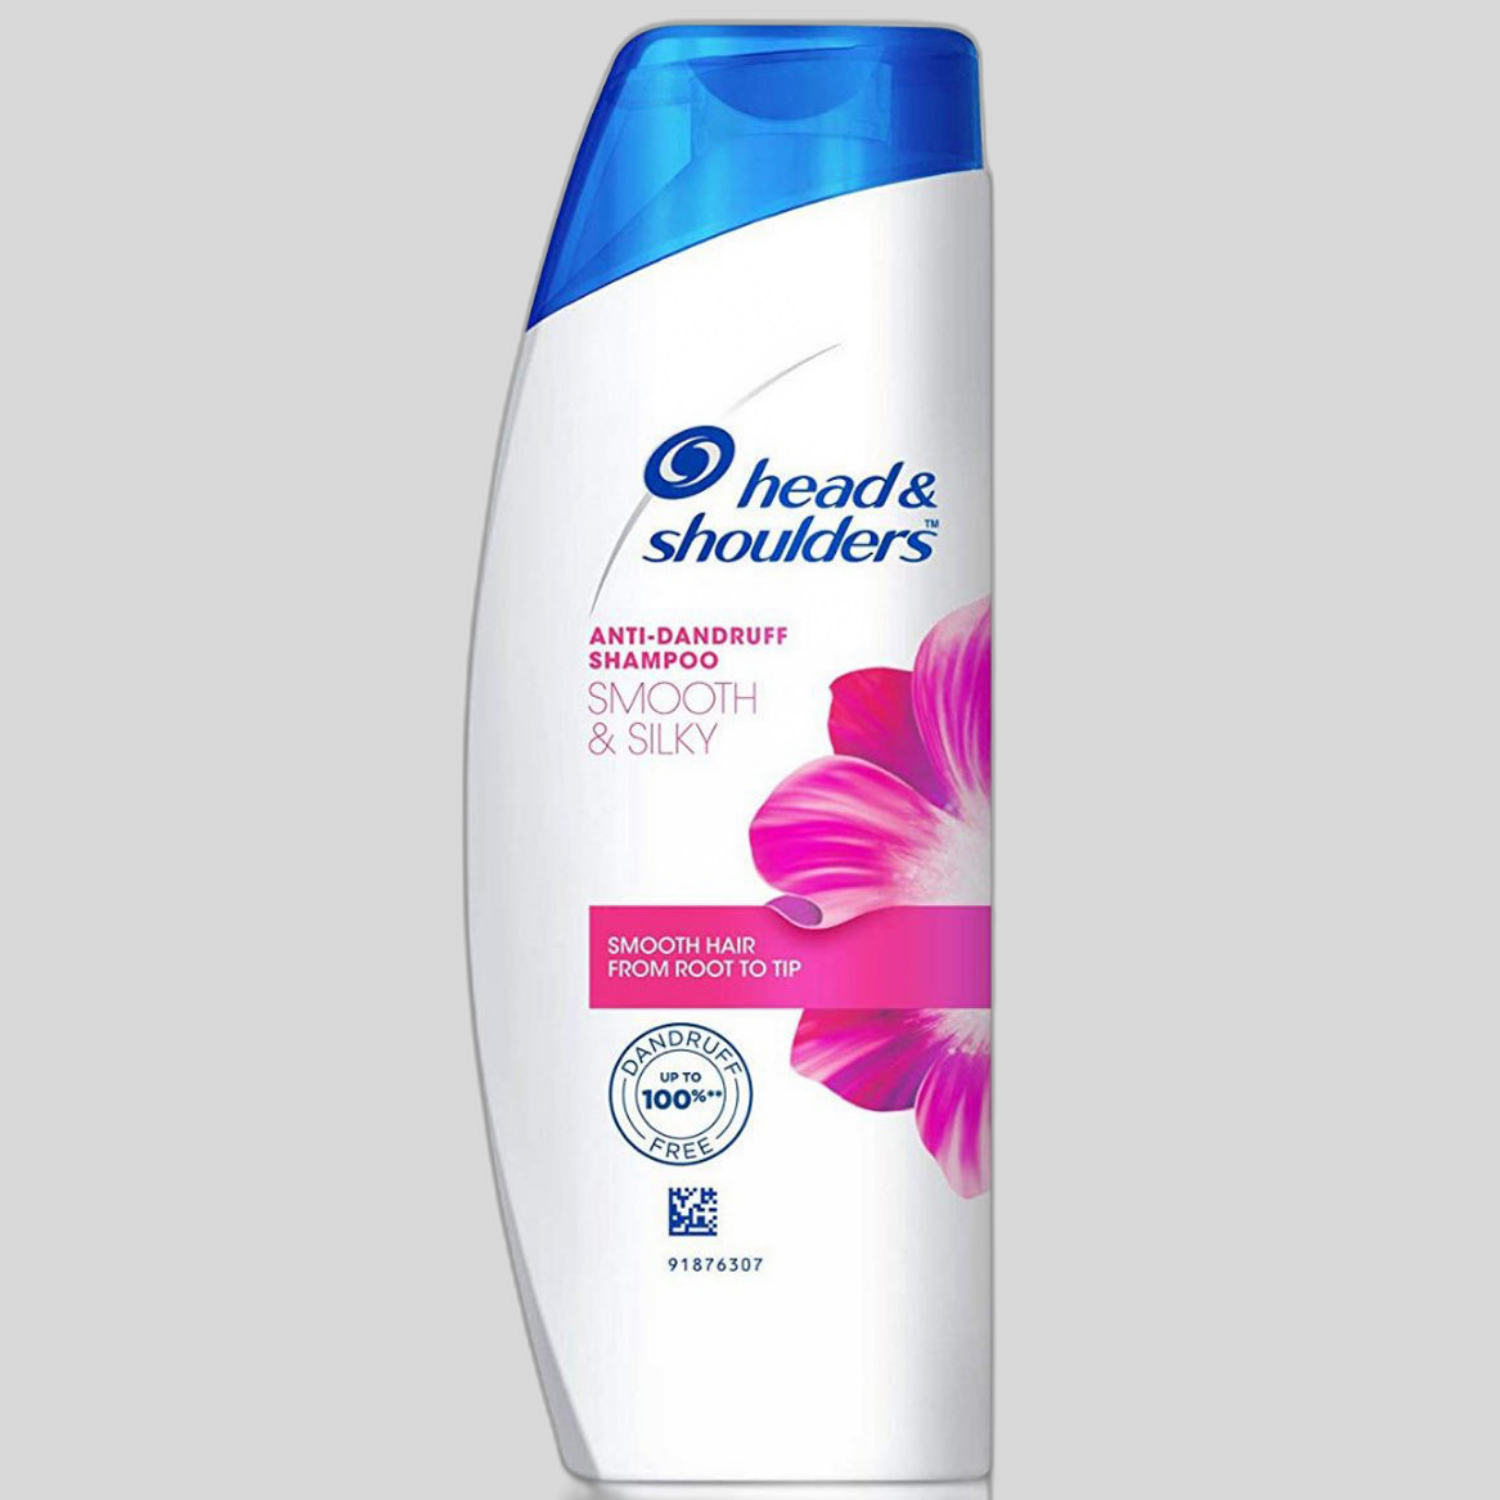 head &
shoulders™
ANTI-DANDRUFF
SHAMPOO
SMOOTH
& SILKY
SMOOTH HAIR
FROM ROOT TO TIP
DANDRUFF
UP TO
100%**
FREE
91876307